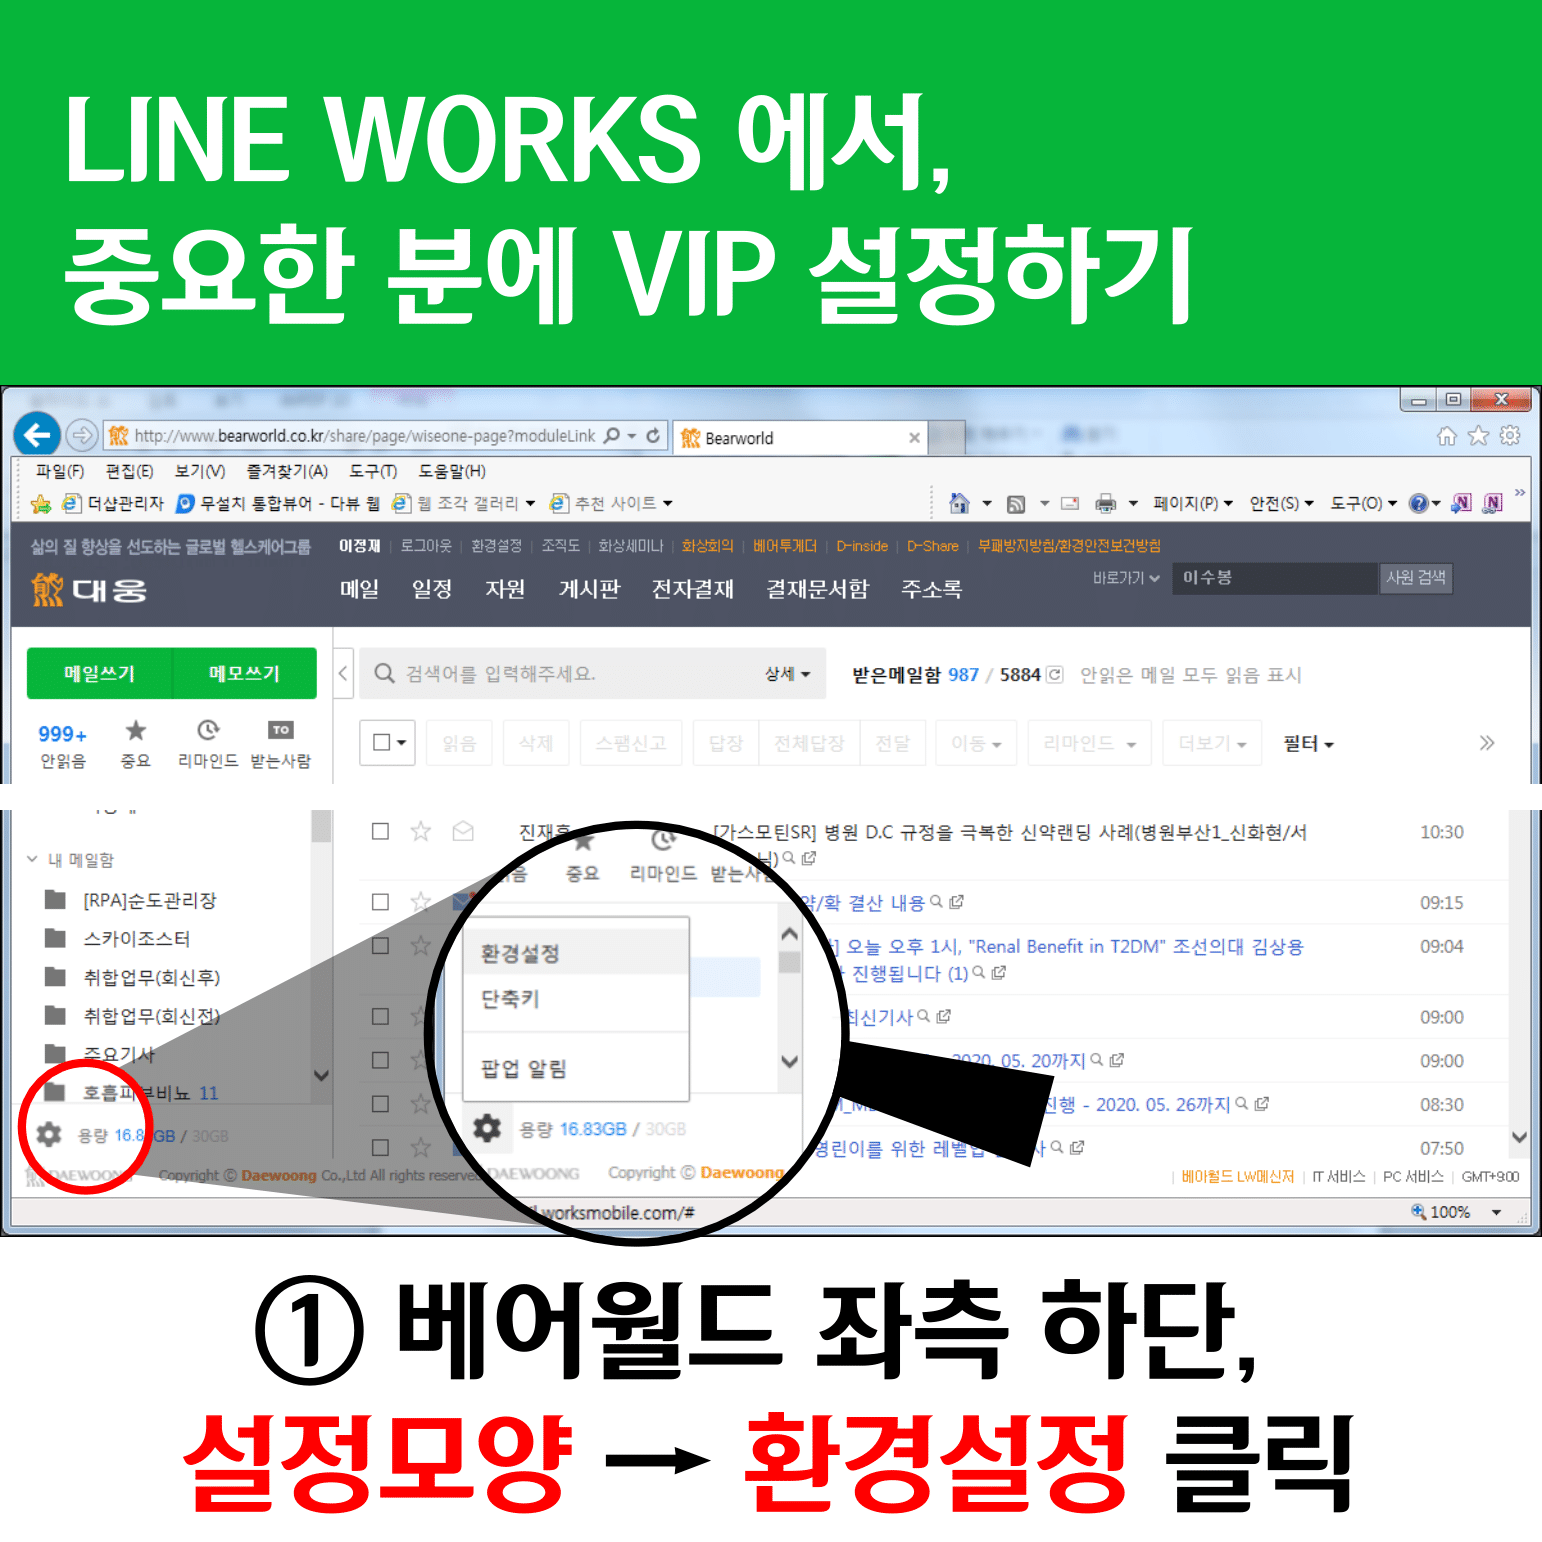 LINE WORKS 에서,
중요한 분에 VIP 설정하기
http://www.bearworld.co.kr/share/page/wiseone-page?moduleLink
Bearworld
파일(F) 편집(E) 보기(V) 즐겨찾기(A) 도구(T) 도움말(H)
더샵관리자 무설치 통합뷰어 - 다뷰 웹 웹 조각 갤러리 추천 사이트 페이지(P) 안전(S) 도구(O)
삶의 질 향상을 선도하는 글로벌 헬스케어그룹 이정재 로그아웃 환경설정 조직도 화상세미나 화상회의 베어투게더 D-inside D-Share 부패방지방침/환경안전보건방침
대웅 메일 일정 자원 게시판 전자결재 결재문서함 주소록 바로가기 이수봉 사원 검색
메일쓰기 메모쓰기 검색어를 입력해주세요. 상세 받은메일함 987 / 5884 안읽은 메일 모두 읽음 표시
999+ TO
안읽음 중요 리마인드 받는사람
읽음 삭제 스팸신고 답장 전체답장 전달 이동 리마인드 더보기 필터
내 메일함
[RPA]순도관리장
스카이조스터
취합업무(회신후)
취합업무(회신전)
주요기사
호흡피부비뇨 11
용량 16.8 GB / 30GB
[가스모틴SR] 병원 D.C 규정을 극복한 신약랜딩 사례(병원부산1_신화현/서 10:30
님)
약/확 결산 내용 09:15
오늘 오후 1시, "Renal Benefit in T2DM" 조선의대 김상용 09:04
진행됩니다 (1)
최신기사 09:00
2020. 05. 20까지 09:00
진행 - 2020. 05. 26까지 08:30
영린이를 위한 레벨업 07:50
중요 리마인드
환경설정
단축키
팝업 알림
용량 16.83GB / 30GB
DAEWOONG Copyright © Daewoong
DAEWOONG Copyright © Daewoong Co.,Ltd All rights reserve
베아월드 LW메신저 IT 서비스 PC 서비스 GMT+9:00
worksmobile.com/#
100%
① 베어월드 좌측 하단,
설정모양 → 환경설정 클릭